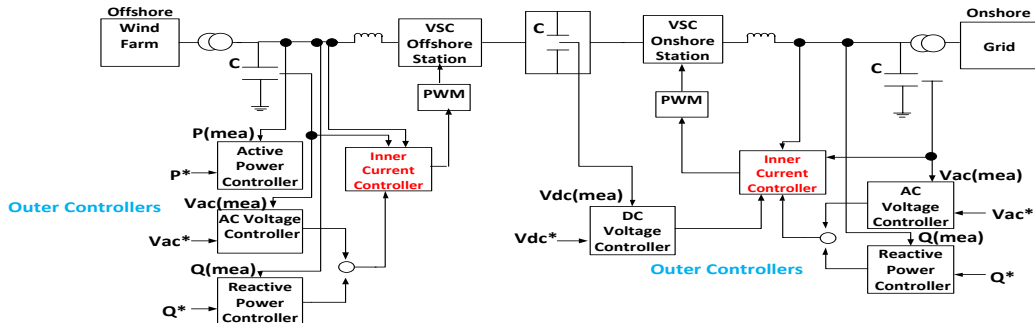 Offshore
Wind
Farm
C
VSC
Offshore
Station
PWM
P(mea)
Active
Power
Controller
P*
Inner
Current
Controller
Outer Controllers
Vac(mea)
AC Voltage
Controller
Vac*
Q(mea)
Reactive
Power
Controller
Q*
C
VSC
Onshore
Station
PWM
Onshore
Grid
C
Inner
Current
Controller
Vdc(mea)
DC
Voltage
Controller
Vdc*
Outer Controllers
Vac(mea)
AC
Voltage
Controller
Vac*
Q(mea)
Reactive
Power
Controller
Q*